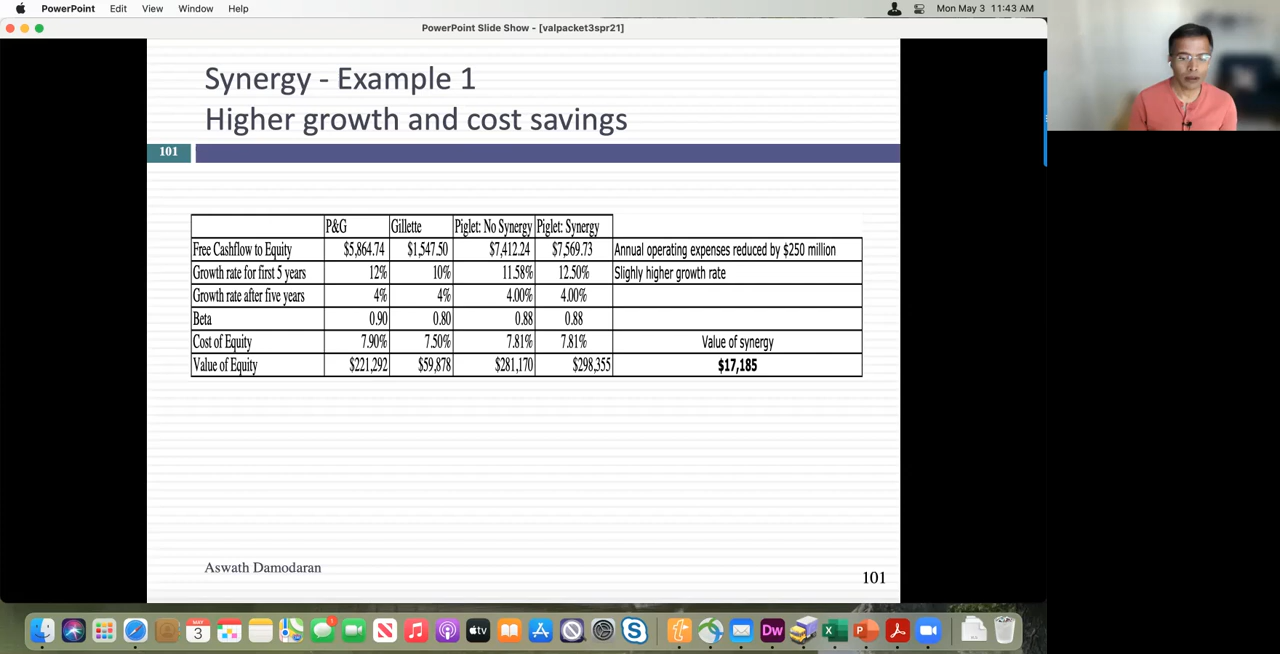 PowerPoint Edit View Window Help Mon May 3 11:43 AM
PowerPoint Slide Show - [valpacket3spr21]
Synergy - Example 1
Higher growth and cost savings
101
P&G Gillette Piglet: No Synergy Piglet: Synergy
Free Cashflow to Equity $5,864.74 $1,547.50 $7,412.24 $7,569.73 Annual operating expenses reduced by $250 million
Growth rate for first 5 years 12% 10% 11.58% 12.50% Slighly higher growth rate
Growth rate after five years 4% 4% 4.00% 4.00%
Beta 0.90 0.80 0.88 0.88
Cost of Equity 7.90% 7.50% 7.81% 7.81% Value of synergy
Value of Equity $221,292 $59,878 $281,170 $298,355 $17,185
Aswath Damodaran
101
MAY
3
tv
Dw
X
P